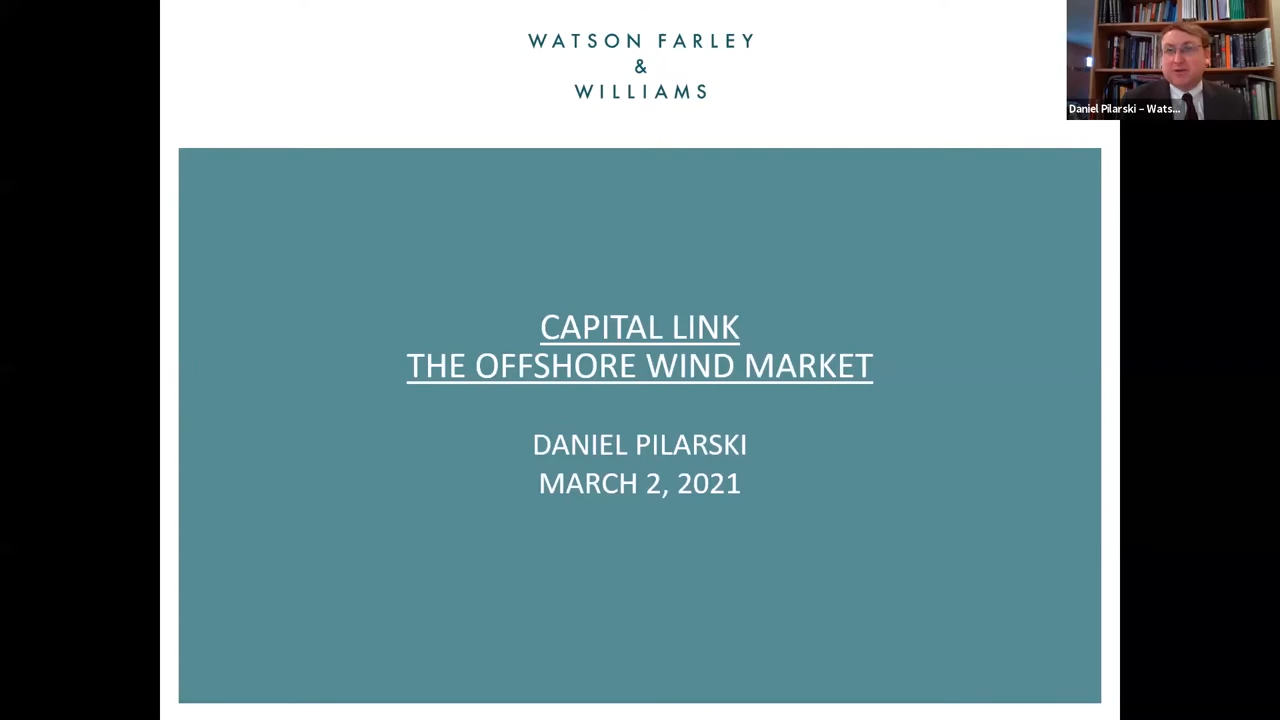 WATSON FARLEY
&
WILLIAMS
Daniel Pilarski – Wats...
CAPITAL LINK
THE OFFSHORE WIND MARKET
DANIEL PILARSKI
MARCH 2, 2021